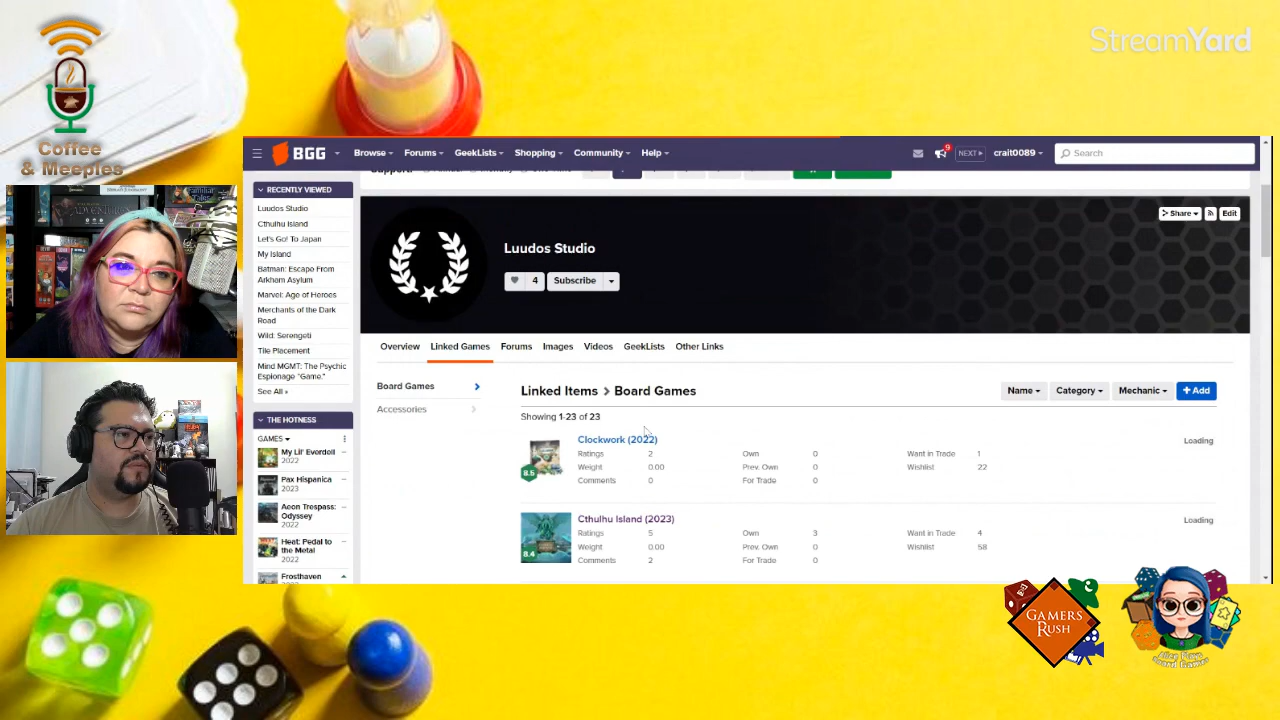 StreamYard
Coffee
& Meeples
BGG
Browse
Forums
GeekLists
Shopping
Community
Help
9
NEXT
crait0089
Search
Support:
RECENTLY VIEWED
Luudos Studio
Cthulhu Island
Let's Go! To Japan
My Island
Batman: Escape From
Arkham Asylum
Marvel: Age of Heroes
Merchants of the Dark
Road
Wild: Serengeti
Tile Placement
Mind MGMT: The Psychic
Espionage "Game."
See All »
THE HOTNESS
GAMES
My Lil' Everdell
2022
Pax Hispanica
2023
Aeon Trespass:
Odyssey
2022
Heat: Pedal to
the Metal
2022
Frosthaven
Luudos Studio
4
Subscribe
Share
Edit
Overview
Linked Games
Forums
Images
Videos
GeekLists
Other Links
Board Games
Accessories
Linked Items > Board Games
Name
Category
Mechanic
+ Add
Showing 1-23 of 23
8.5
Clockwork (2022)
Ratings 2 Own 0 Want in Trade 1
Weight 0.00 Prev. Own 0 Wishlist 22
Comments 0 For Trade 0
Loading
8.4
Cthulhu Island (2023)
Ratings 5 Own 3 Want in Trade 4
Weight 0.00 Prev. Own 0 Wishlist 58
Comments 2 For Trade 0
Loading
GAMERS
RUSH
Board Games